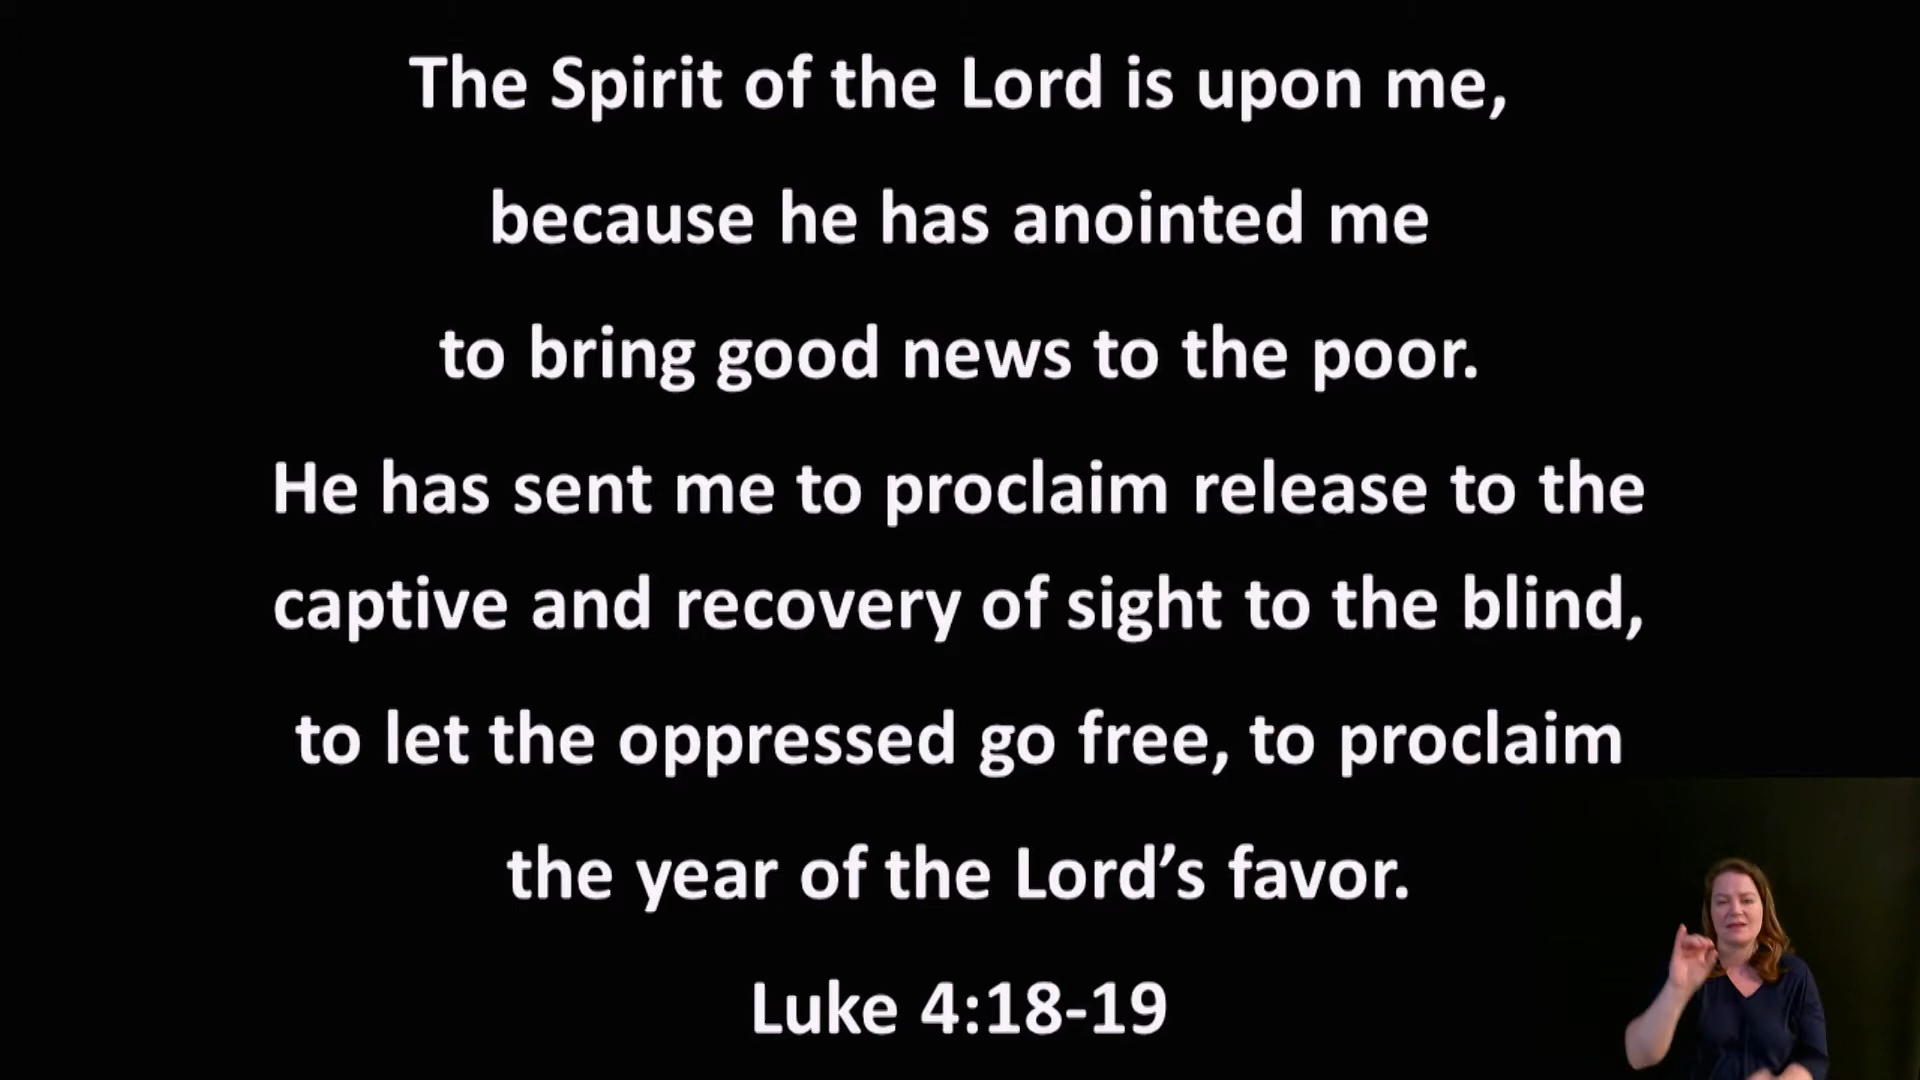 The Spirit of the Lord is upon me,
because he has anointed me
to bring good news to the poor.
He has sent me to proclaim release to the
captive and recovery of sight to the blind,
to let the oppressed go free, to proclaim
the year of the Lord’s favor.
Luke 4:18-19